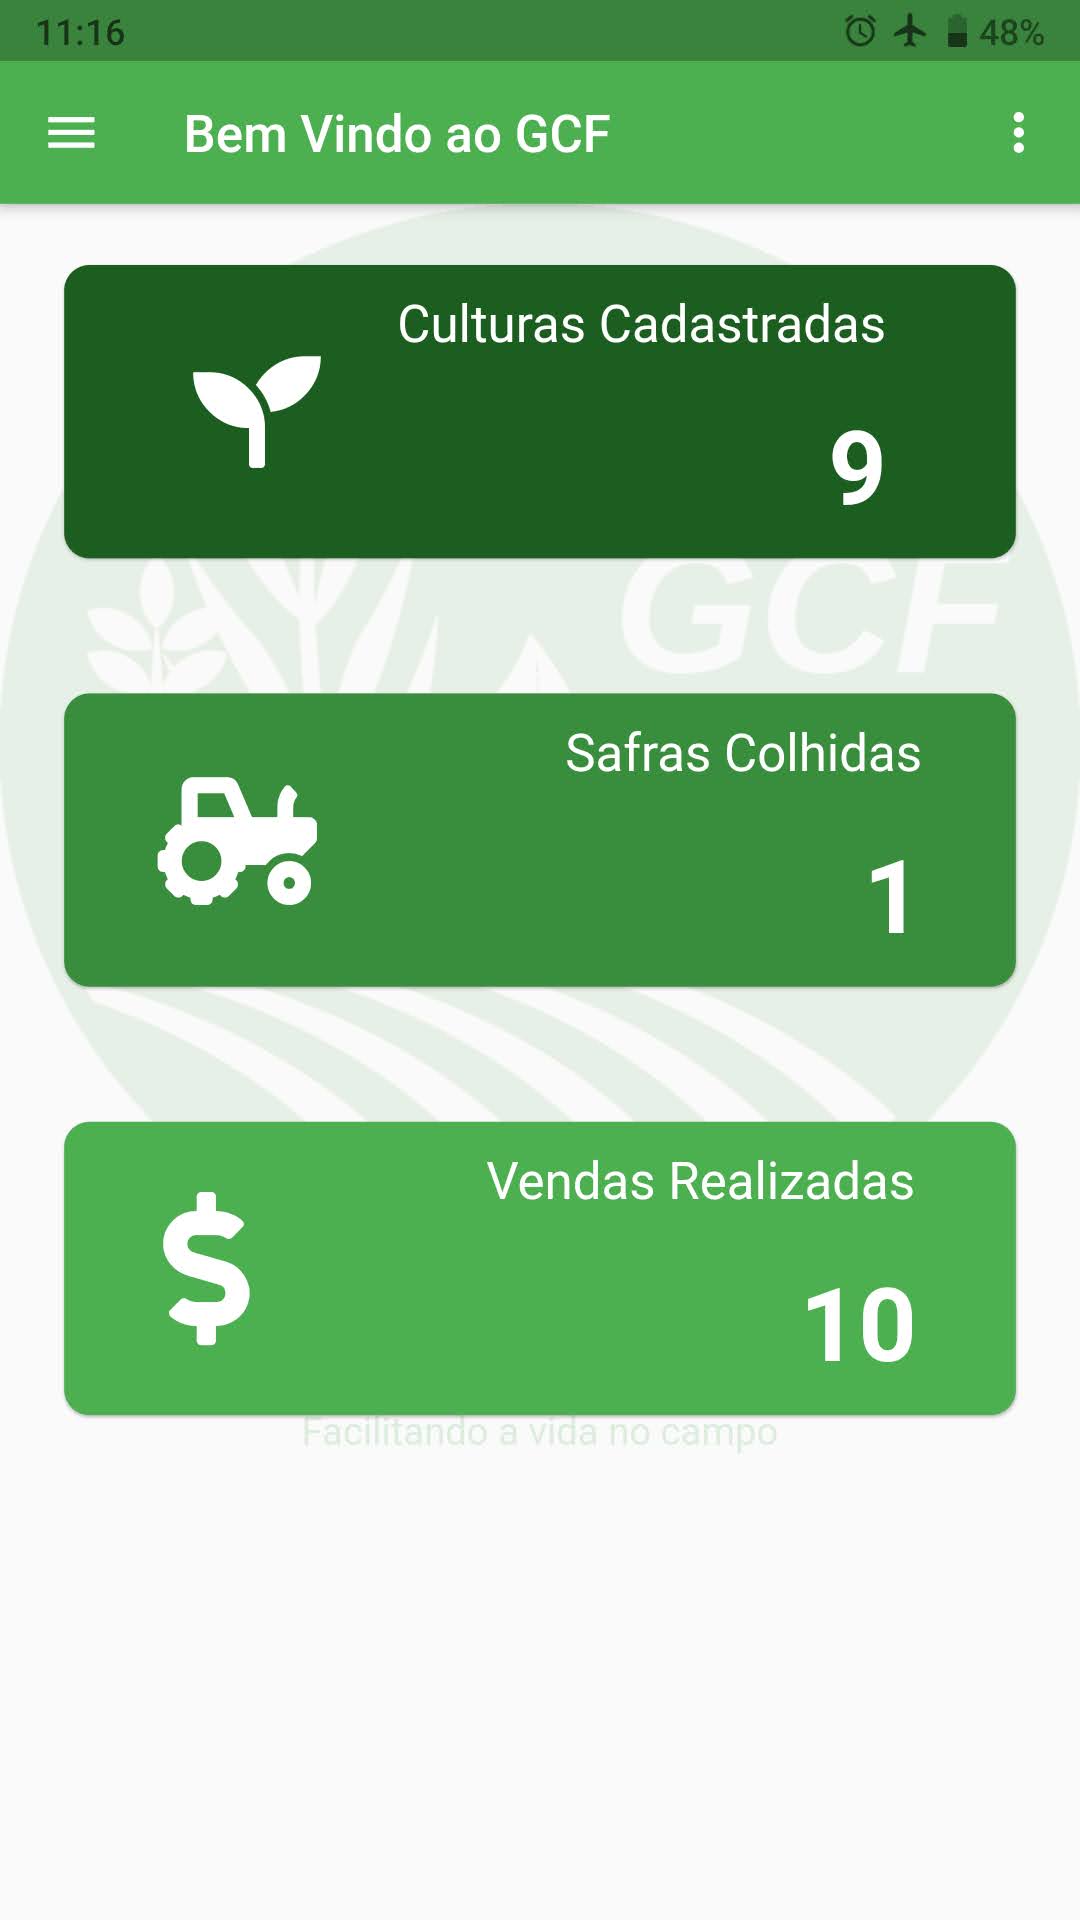 11:16 48%
Bem Vindo ao GCF
Culturas Cadastradas
9
GCF
Safras Colhidas
1
Vendas Realizadas
10
Facilitando a vida no campo